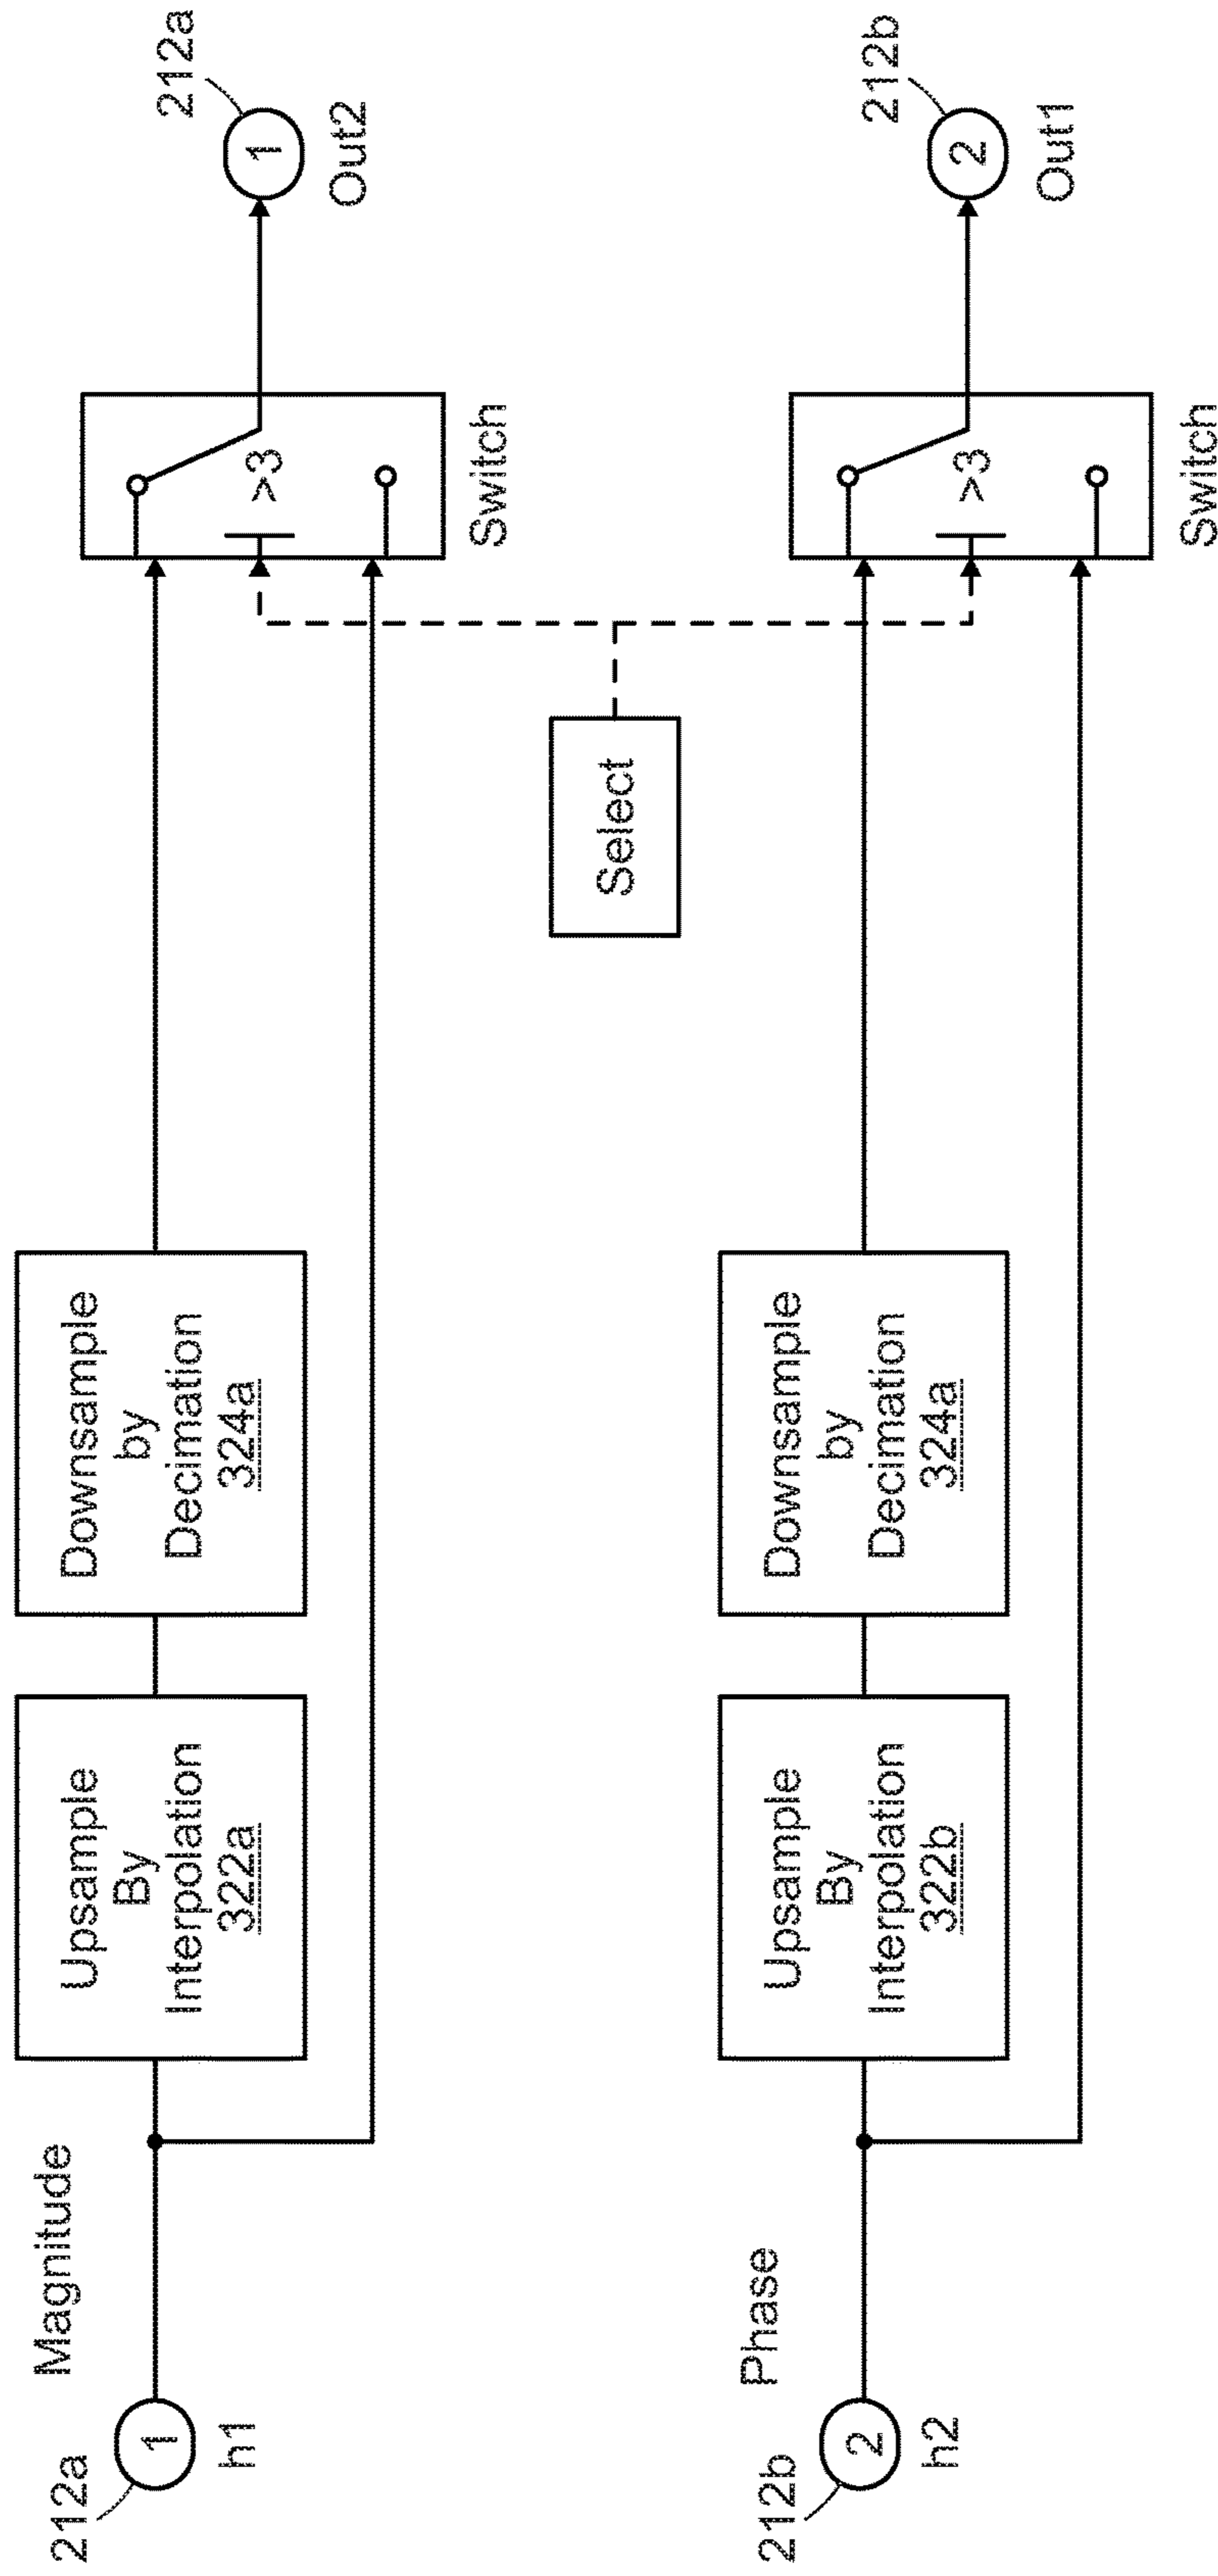 212a
1
h1
Magnitude
Upsample
By
Interpolation
322a
Downsample
by
Decimation
324a
>3
Switch
212a
1
Out2
Select
212b
2
h2
Phase
Upsample
By
Interpolation
322b
Downsample
by
Decimation
324a
>3
Switch
212b
2
Out1